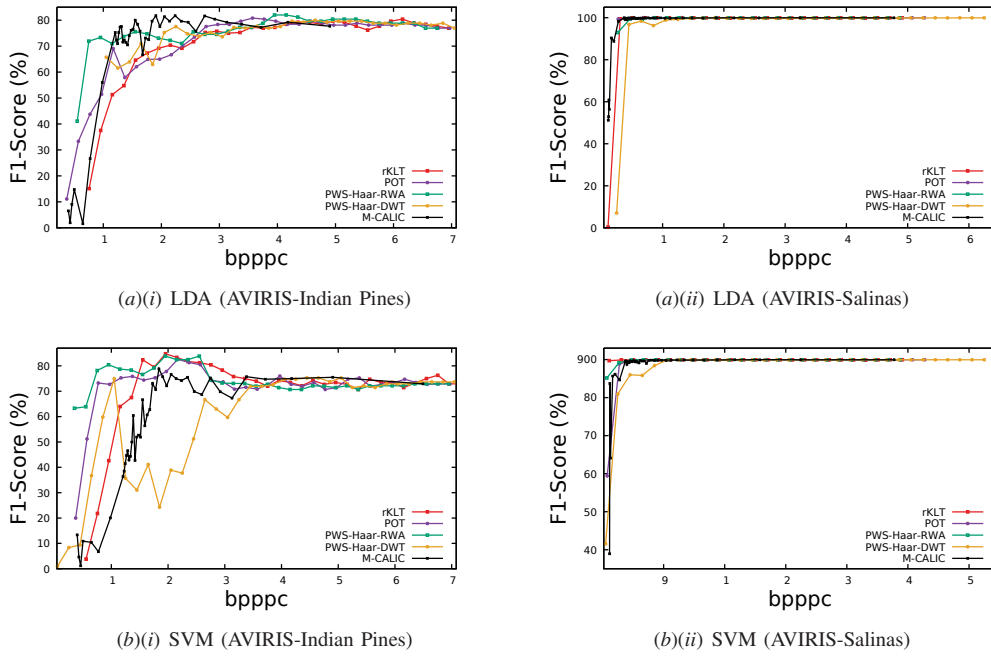 100
90
80
70
60
50
40
30
20
10
0
F1-Score (%)
rKLT
POT
PWS-Haar-RWA
PWS-Haar-DWT
M-CALIC
1 2 3 4 5 6 7
bpppc
(a)(i) LDA (AVIRIS-Indian Pines)
100
80
60
40
20
0
F1-Score (%)
rKLT
POT
PWS-Haar-RWA
PWS-Haar-DWT
M-CALIC
1 2 3 4 5 6
bpppc
(a)(ii) LDA (AVIRIS-Salinas)
80
70
60
50
40
30
20
10
0
F1-Score (%)
rKLT
POT
PWS-Haar-RWA
PWS-Haar-DWT
M-CALIC
1 2 3 4 5 6 7
bpppc
(b)(i) SVM (AVIRIS-Indian Pines)
900
80
70
60
50
40
F1-Score (%)
rKLT
POT
PWS-Haar-RWA
PWS-Haar-DWT
M-CALIC
9 1 2 3 4 5
bpppc
(b)(ii) SVM (AVIRIS-Salinas)